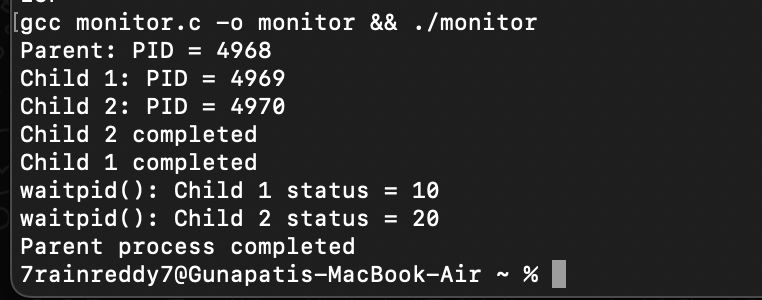 gcc monitor.c -o monitor && ./monitor
Parent: PID = 4968
Child 1: PID = 4969
Child 2: PID = 4970
Child 2 completed
Child 1 completed
waitpid(): Child 1 status = 10
waitpid(): Child 2 status = 20
Parent process completed
7rainreddy7@Gunapatis-MacBook-Air ~ %